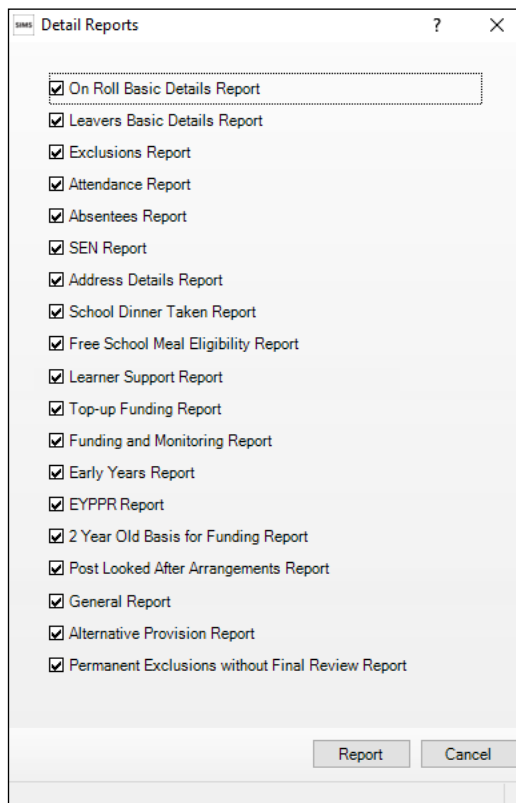 SIMS Detail Reports ?
On Roll Basic Details Report
Leavers Basic Details Report
Exclusions Report
Attendance Report
Absentees Report
SEN Report
Address Details Report
School Dinner Taken Report
Free School Meal Eligibility Report
Learner Support Report
Top-up Funding Report
Funding and Monitoring Report
Early Years Report
EYPPR Report
2 Year Old Basis for Funding Report
Post Looked After Arrangements Report
General Report
Alternative Provision Report
Permanent Exclusions without Final Review Report
Report Cancel